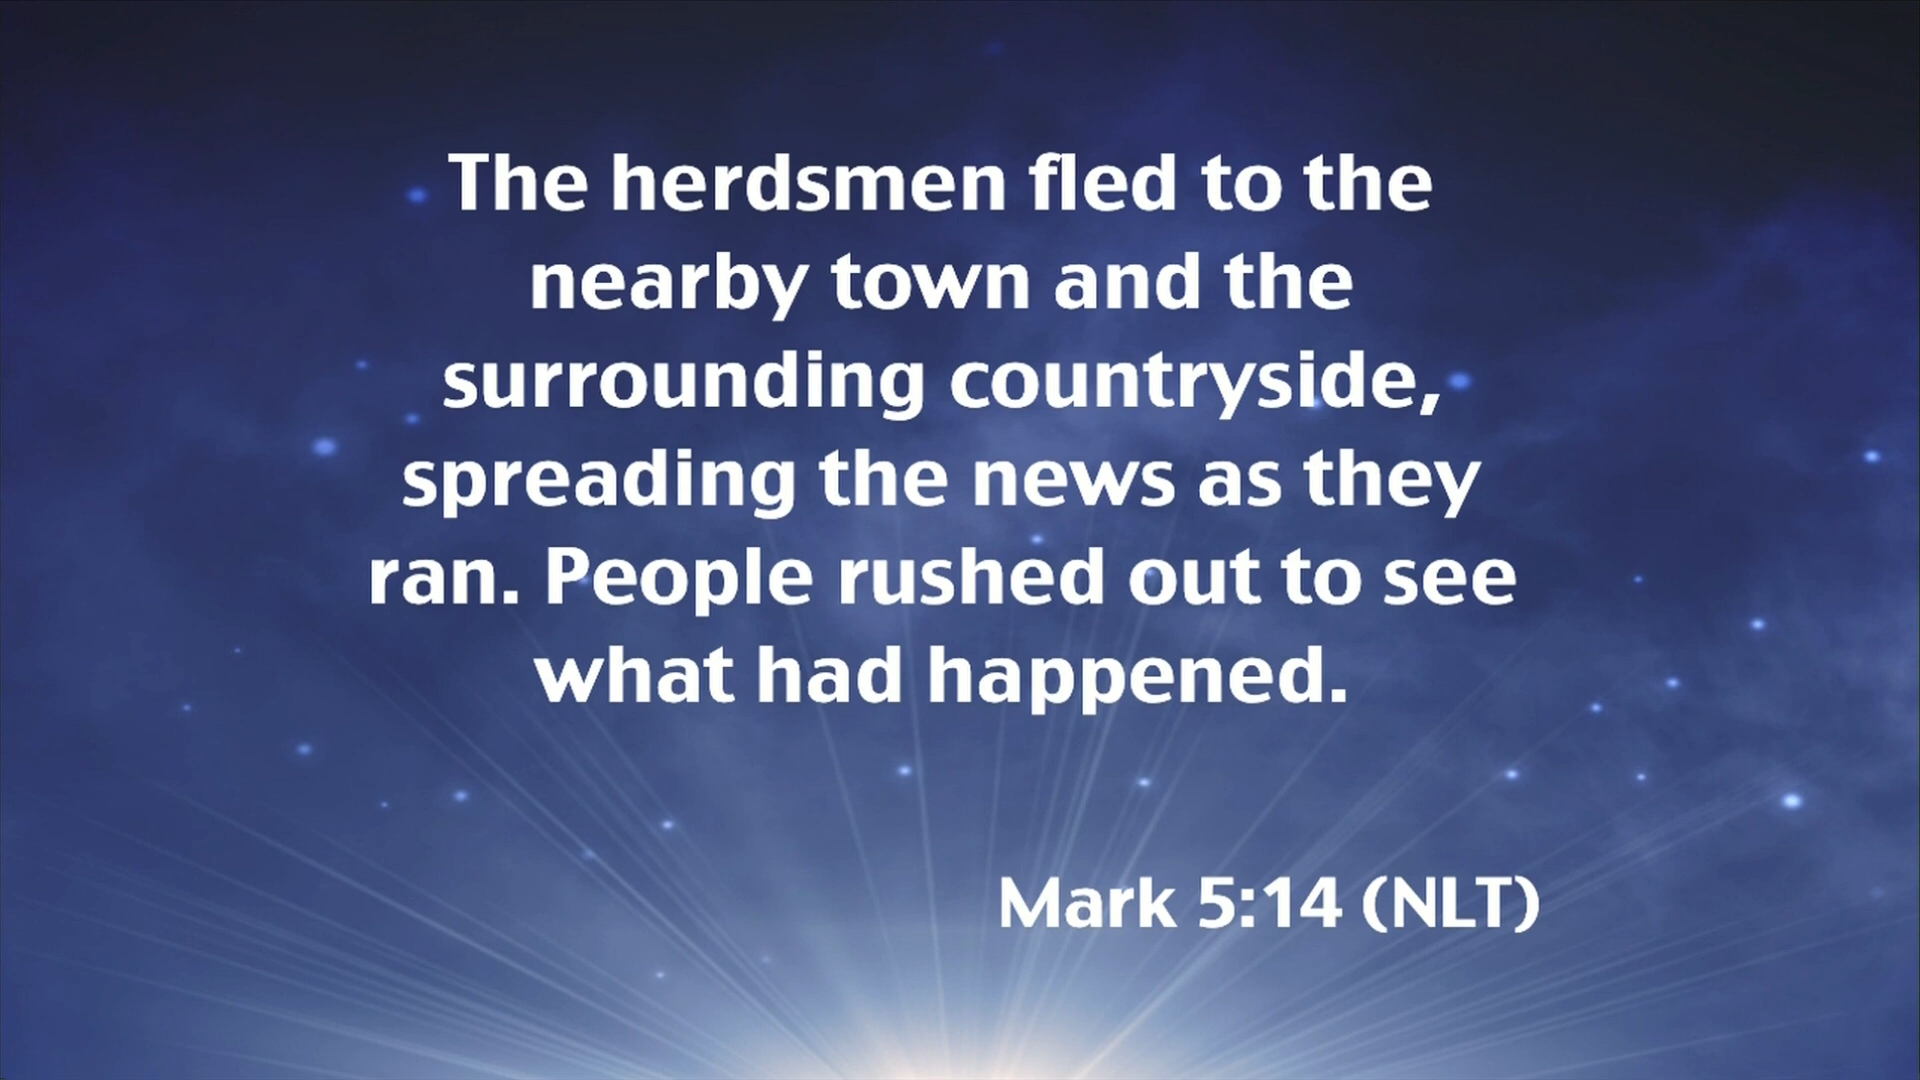 The herdsmen fled to the
nearby town and the
surrounding countryside,
spreading the news as they
ran. People rushed out to see
what had happened.
Mark 5:14 (NLT)